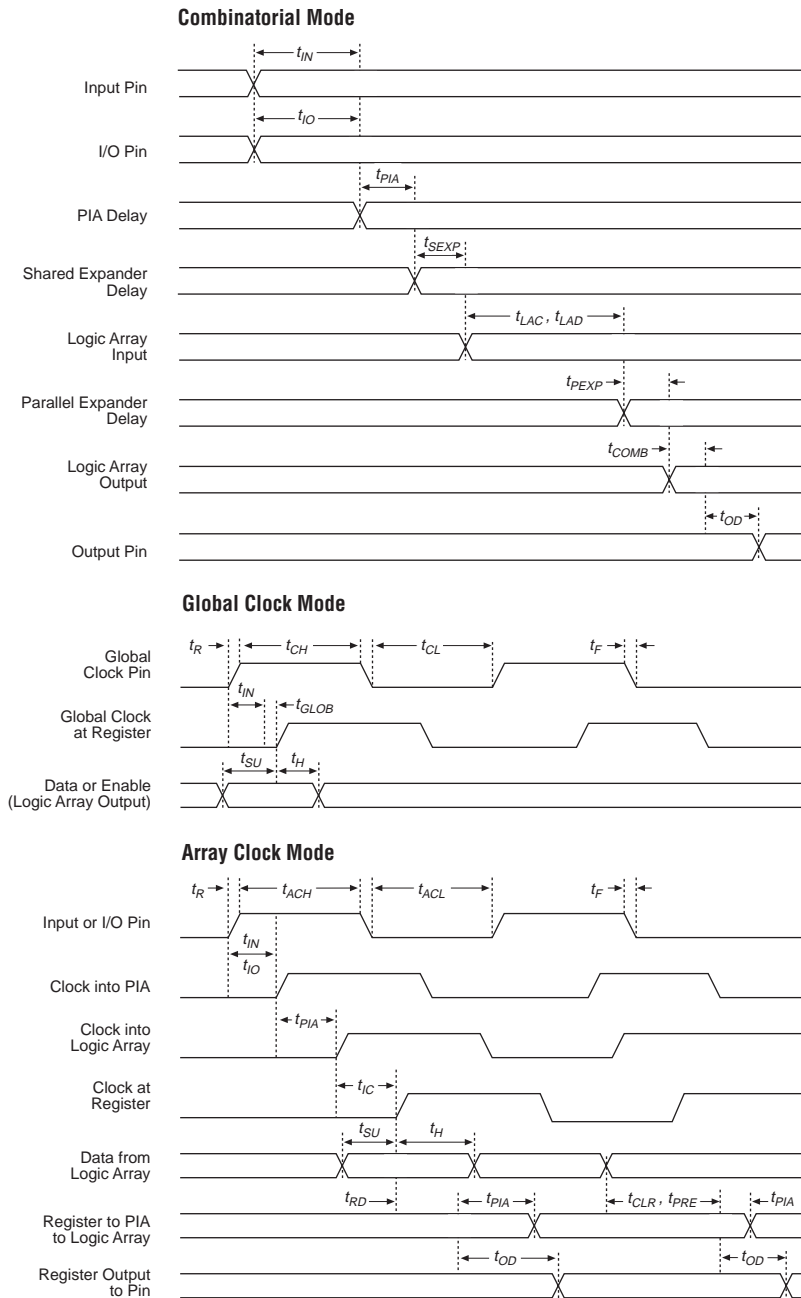 Combinatorial Mode
tIN
Input Pin
tIO
I/O Pin
tPIA
PIA Delay
tSEXP
Shared Expander
Delay
tLAC , tLAD
Logic Array
Input
tPEXP
Parallel Expander
Delay
tCOMB
Logic Array
Output
tOD
Output Pin
Global Clock Mode
tR tCH tCL tF
Global
Clock Pin
tIN tGLOB
Global Clock
at Register
tSU tH
Data or Enable
(Logic Array Output)
Array Clock Mode
tR tACH tACL tF
Input or I/O Pin
tIN
tIO
Clock into PIA
tPIA
Clock into
Logic Array
tIC
Clock at
Register
tSU tH
Data from
Logic Array
tRD tPIA tCLR , tPRE tPIA
Register to PIA
to Logic Array
tOD tOD
Register Output
to Pin